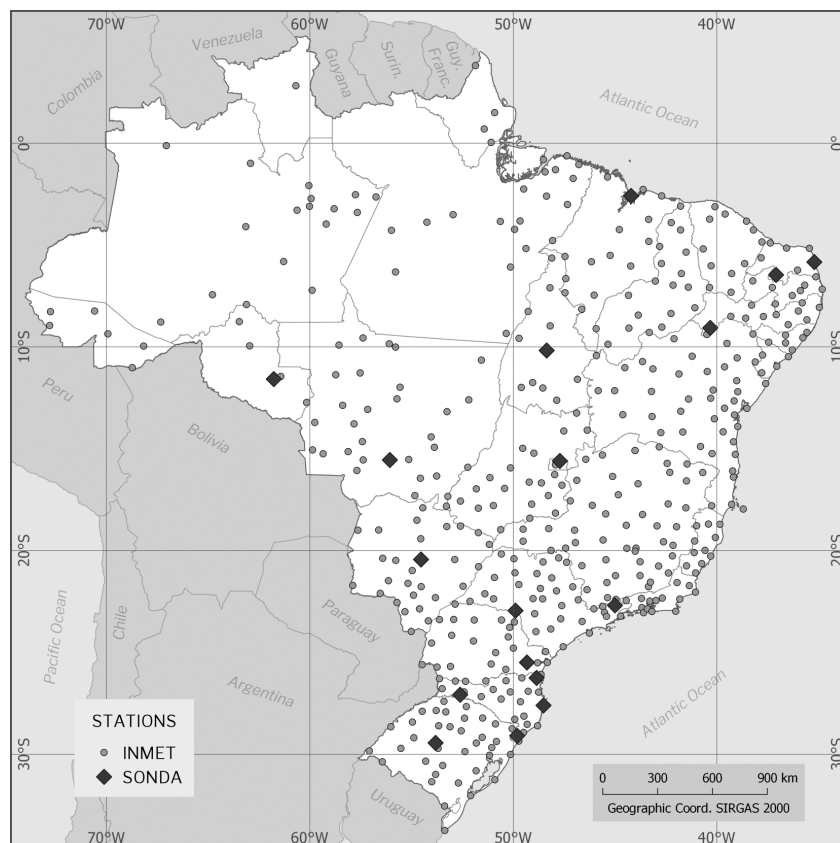 70°W 60°W 50°W 40°W
Venezuela
Colombia
Guyana
Surin.
Guy.
Franc.
Atlantic Ocean
0° 0°
10°S 10°S
Peru
Bolivia
20°S 20°S
Pacific Ocean
Chile
Paraguay
Argentina
Atlantic Ocean
STATIONS
INMET
SONDA
30°S 30°S
Uruguay
0 300 600 900 km
Geographic Coord. SIRGAS 2000
70°W 60°W 50°W 40°W